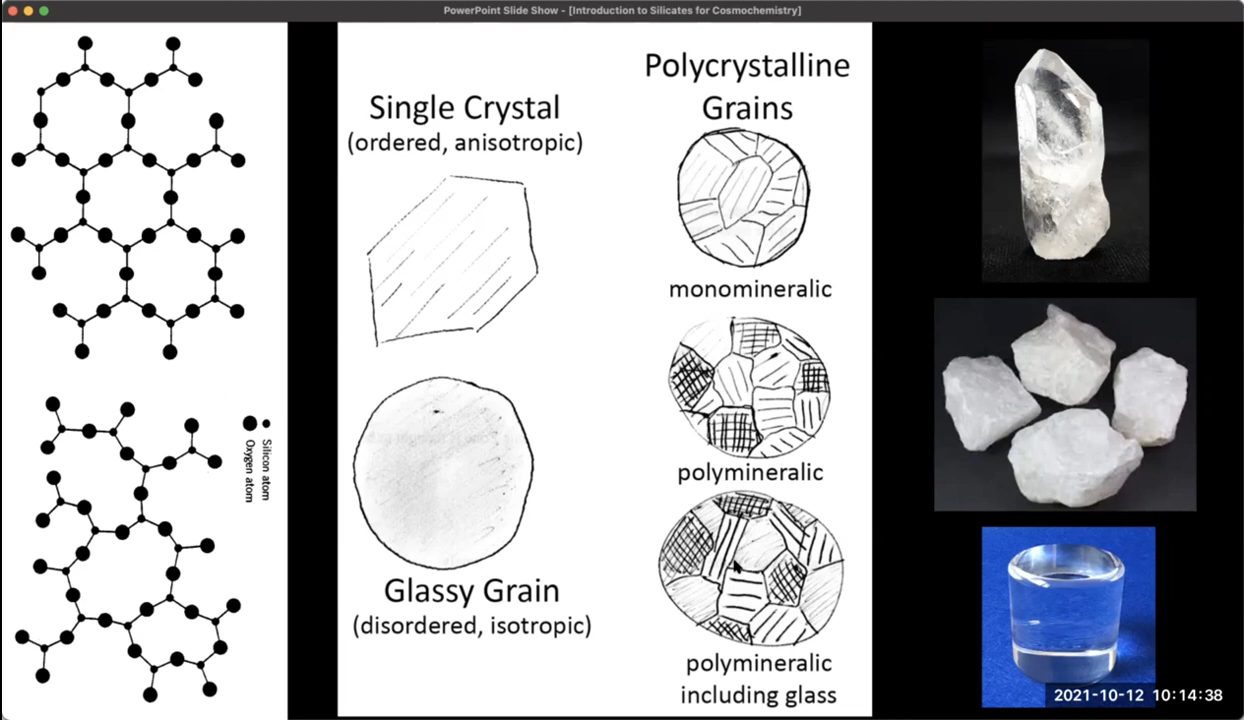 PowerPoint Slide Show - [Introduction to Silicates for Cosmochemistry]
Silicon atom
Oxygen atom
Single Crystal
(ordered, anisotropic)
Glassy Grain
(disordered, isotropic)
Polycrystalline
Grains
monomineralic
polymineralic
polymineralic
including glass
2021-10-12 10:14:38